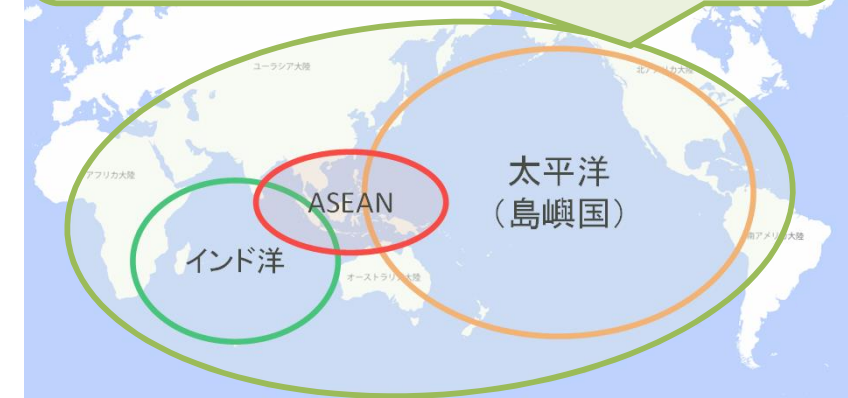 ユーラシア大陸
北アメリカ大陸
アフリカ大陸
ASEAN
太平洋
（島嶼国）
インド洋
オーストラリア大陸
南アメリカ大陸